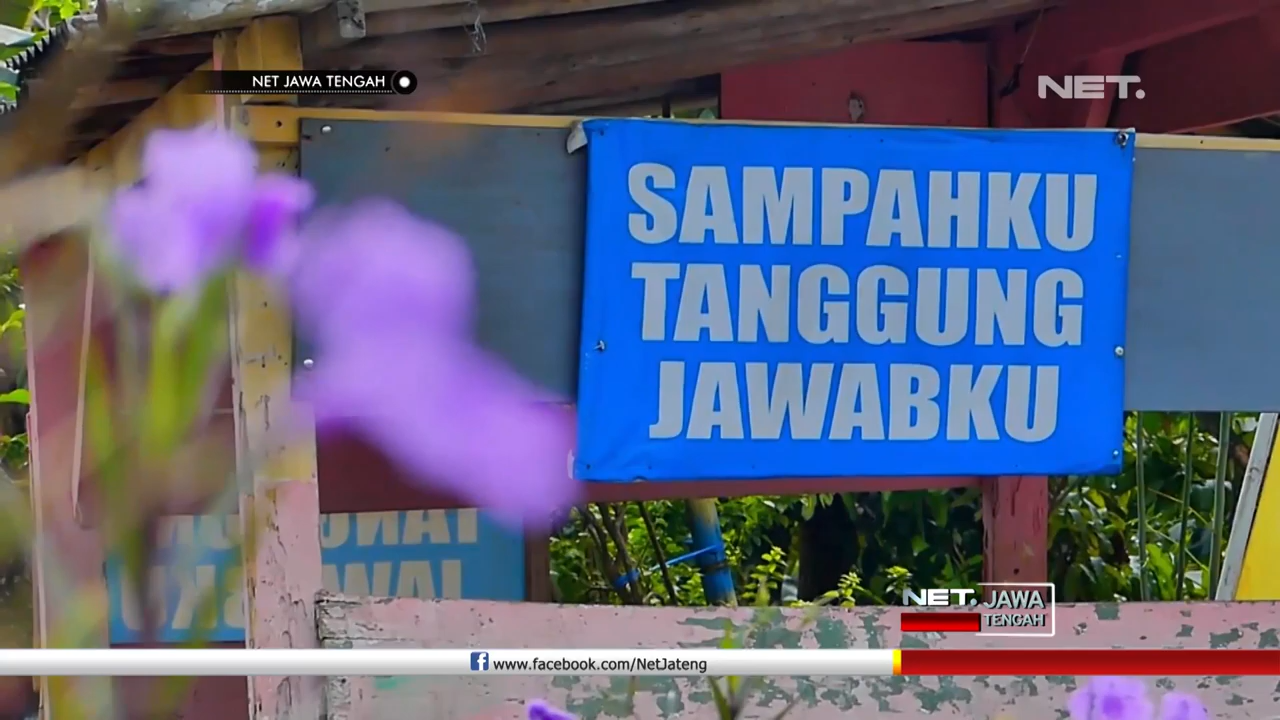 NET JAWA TENGAH
NET.
SAMPAHKU
TANGGUNG
JAWABKU
NET. JAWA
TENGAH
www.facebook.com/NetJateng